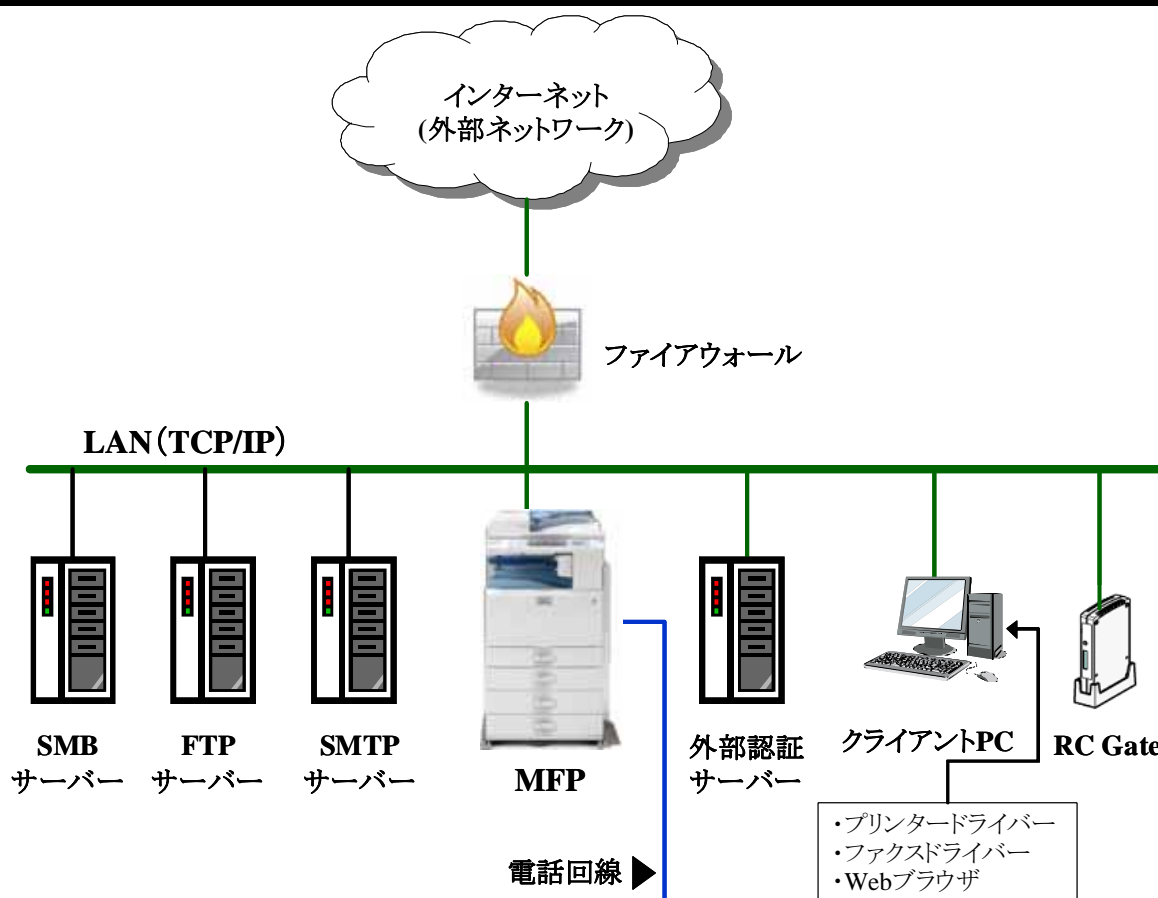 インターネット
(外部ネットワーク)
ファイアウォール
LAN（TCP/IP）
SMB
サーバー
FTP
サーバー
SMTP
サーバー
MFP
外部認証
サーバー
クライアントPC
RC Gate
電話回線
・プリンタードライバー
・ファクスドライバー
・Webブラウザ